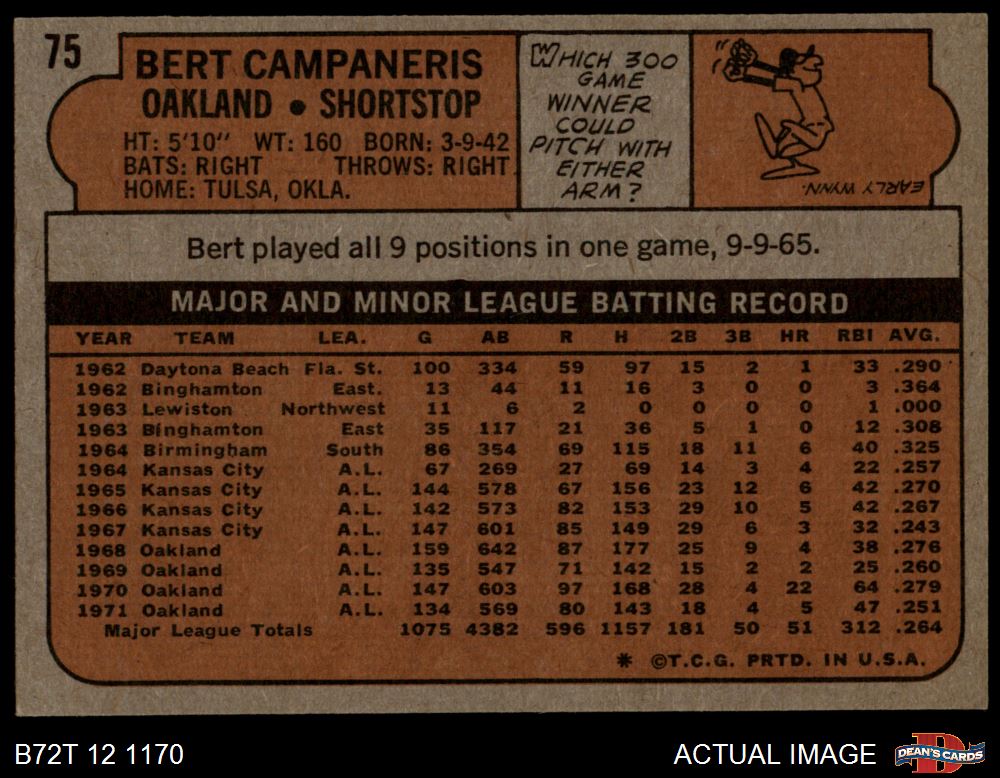 75
BERT CAMPANERIS
OAKLAND • SHORTSTOP
HT: 5'10" WT: 160 BORN: 3-9-42
BATS: RIGHT THROWS: RIGHT
HOME: TULSA, OKLA.
WHICH 300
GAME
WINNER
COULD
PITCH WITH
EITHER
ARM?
EARLY WYNN.
Bert played all 9 positions in one game, 9-9-65.
MAJOR AND MINOR LEAGUE BATTING RECORD
YEAR TEAM LEA. G AB R H 2B 3B HR RBI AVG.
1962 Daytona Beach Fla. St. 100 334 59 97 15 2 1 33 .290
1962 Binghamton East. 13 44 11 16 3 0 0 3 .364
1963 Lewiston Northwest 11 6 2 0 0 0 0 1 .000
1963 Binghamton East 35 117 21 36 5 1 0 12 .308
1964 Birmingham South 86 354 69 115 18 11 6 40 .325
1964 Kansas City A.L. 67 269 27 69 14 3 4 22 .257
1965 Kansas City A.L. 144 578 67 156 23 12 6 42 .270
1966 Kansas City A.L. 142 573 82 153 29 10 5 42 .267
1967 Kansas City A.L. 147 601 85 149 29 6 3 32 .243
1968 Oakland A.L. 159 642 87 177 25 9 4 38 .276
1969 Oakland A.L. 135 547 71 142 15 2 2 25 .260
1970 Oakland A.L. 147 603 97 168 28 4 22 64 .279
1971 Oakland A.L. 134 569 80 143 18 4 5 47 .251
Major League Totals 1075 4382 596 1157 181 50 51 312 .264
* ©T.C.G. PRTD. IN U.S.A.
B72T 12 1170
ACTUAL IMAGE
DEAN'S CARDS